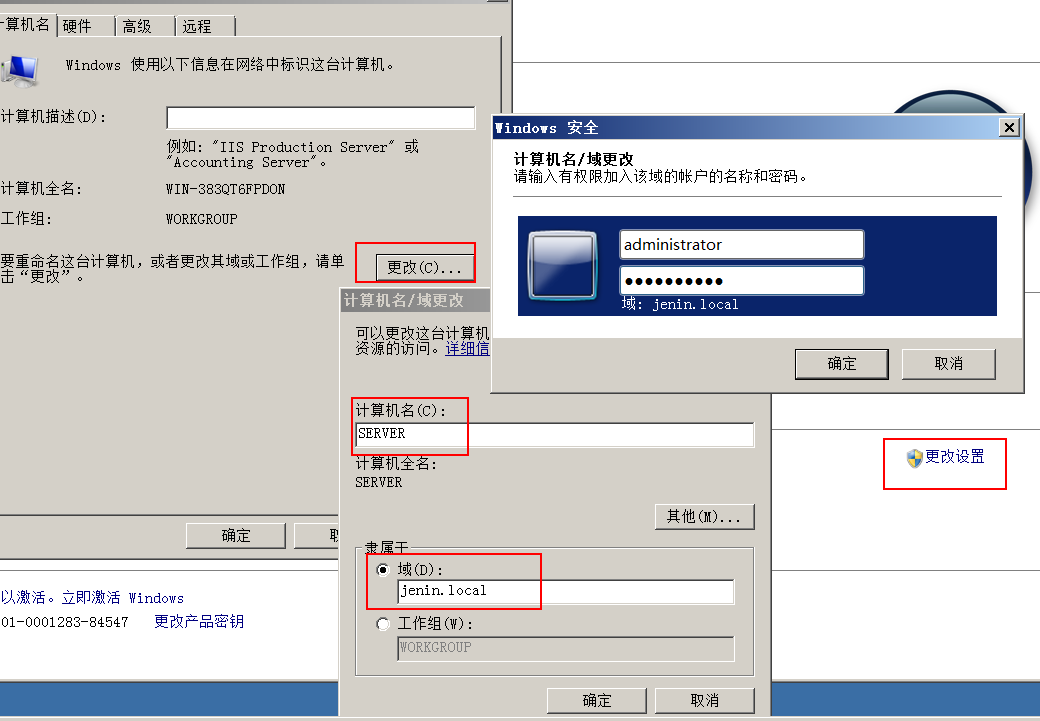 计算机名 硬件 高级 远程
Windows 使用以下信息在网络中标识这台计算机。
计算机描述(D):
例如: "IIS Production Server" 或
"Accounting Server"。
计算机全名: WIN-383QT6FPDON
工作组: WORKGROUP
要重命名这台计算机，或者更改其域或工作组，请单
击“更改”。
更改(C)...
确定
取
以激活。立即激活 Windows
01-0001283-84547 更改产品密钥
计算机名/域更改
可以更改这台计算机
资源的访问。详细信
计算机名(C):
SERVER
计算机全名:
SERVER
其他(M)...
隶属于
域(D):
jenin.local
工作组(W):
WORKGROUP
确定 取消
Windows 安全
计算机名/域更改
请输入有权限加入该域的帐户的名称和密码。
administrator
●●●●●●●●●●
域: jenin.local
确定 取消
更改设置